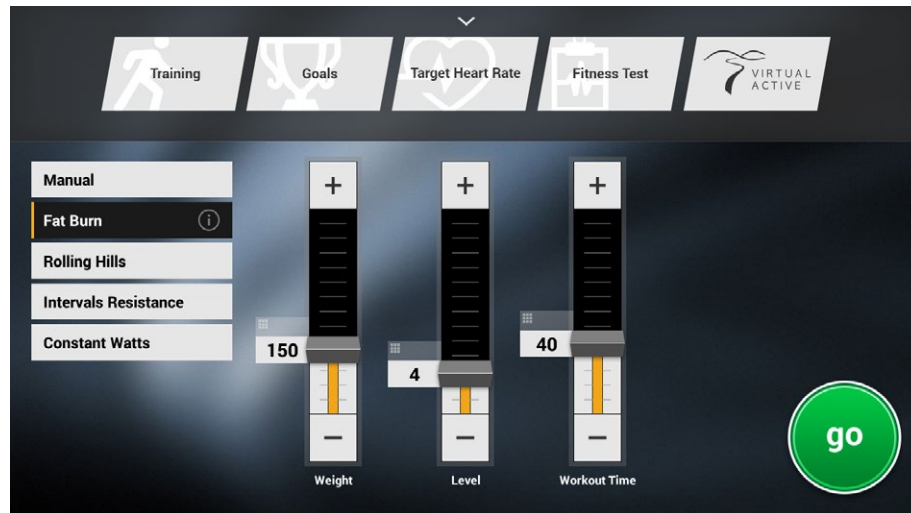 Training
Goals
Target Heart Rate
Fitness Test
VIRTUAL
ACTIVE
Manual
Fat Burn
Rolling Hills
Intervals Resistance
Constant Watts
+
+
+
150
4
40
−
−
−
Weight
Level
Workout Time
go